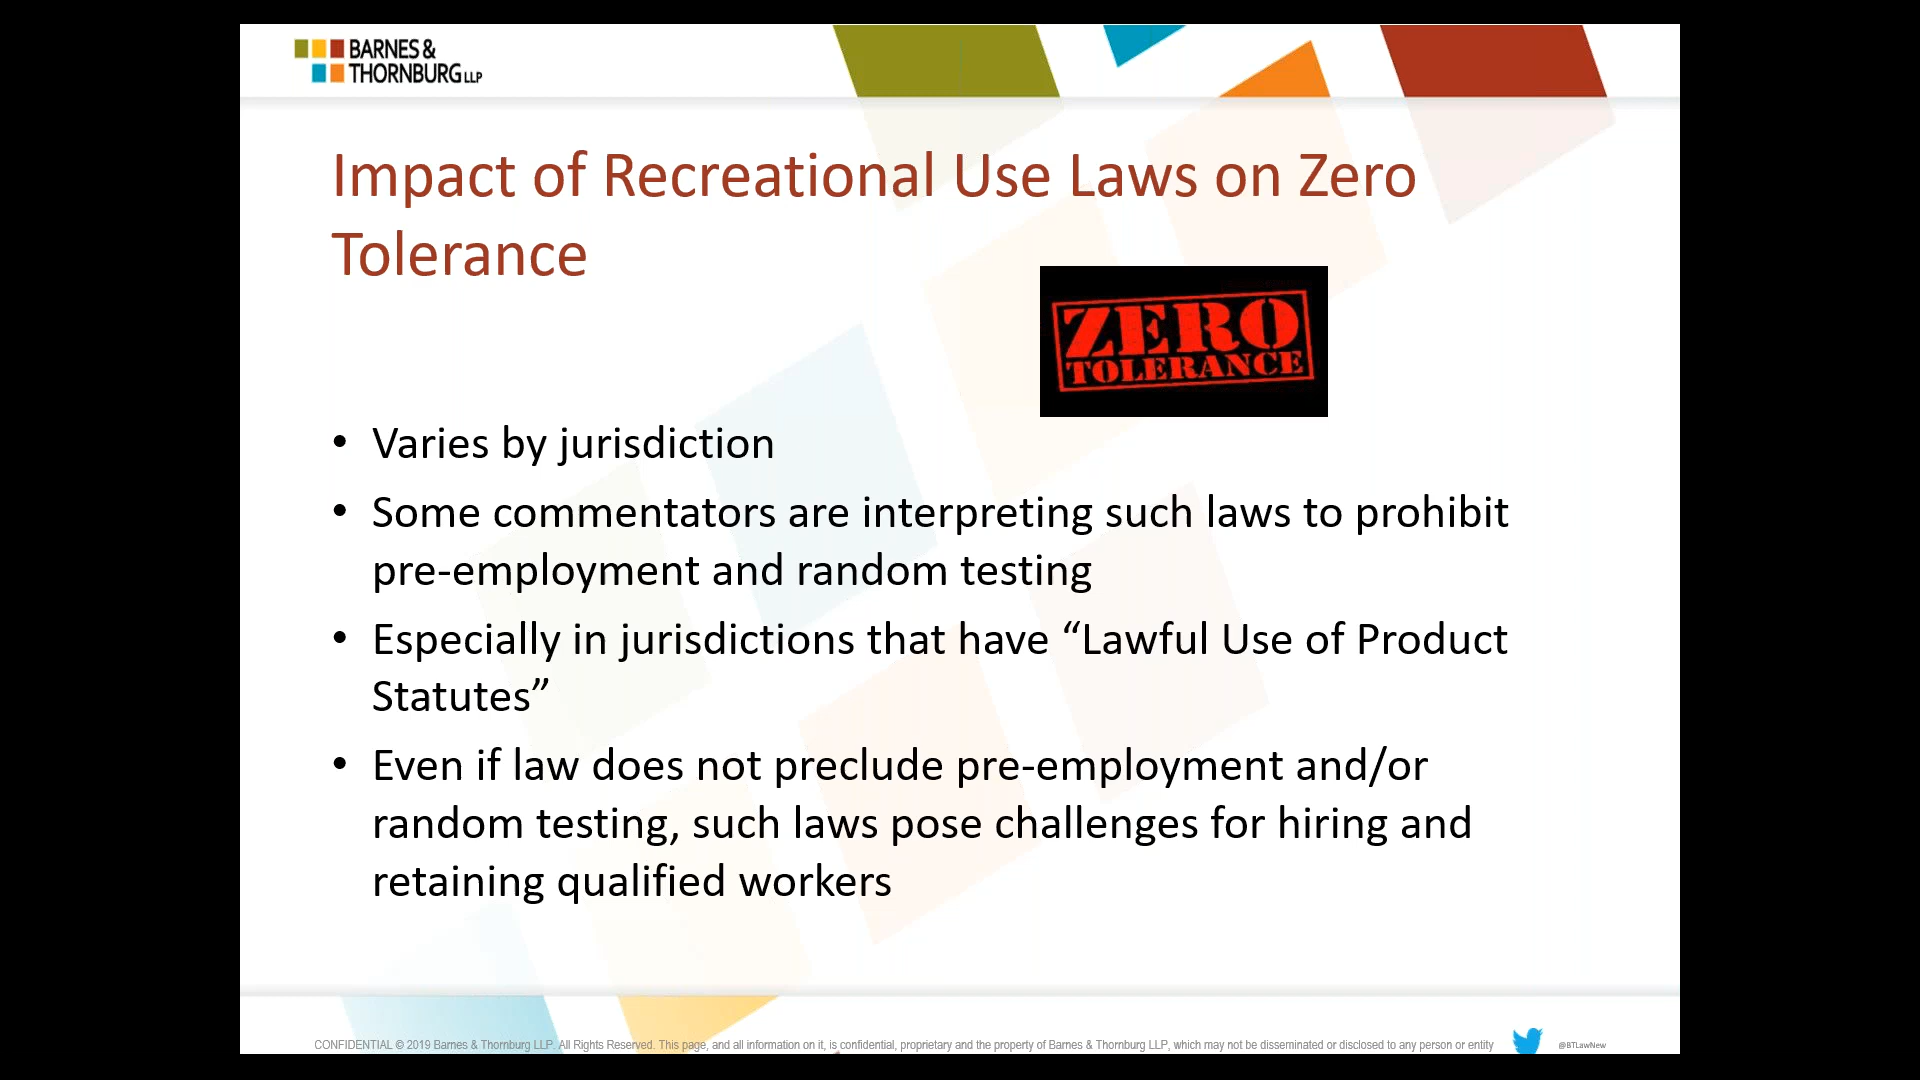 BARNES &
THORNBURG LLP
Impact of Recreational Use Laws on Zero
Tolerance
ZERO
TOLERANCE
• Varies by jurisdiction
• Some commentators are interpreting such laws to prohibit
pre-employment and random testing
• Especially in jurisdictions that have “Lawful Use of Product
Statutes”
• Even if law does not preclude pre-employment and/or
random testing, such laws pose challenges for hiring and
retaining qualified workers
CONFIDENTIAL © 2019 Barnes & Thornburg LLP. All Rights Reserved. This page, and all information on it, is confidential, proprietary and the property of Barnes & Thornburg LLP, which may not be disseminated or disclosed to any person or entity
@BTLawNew